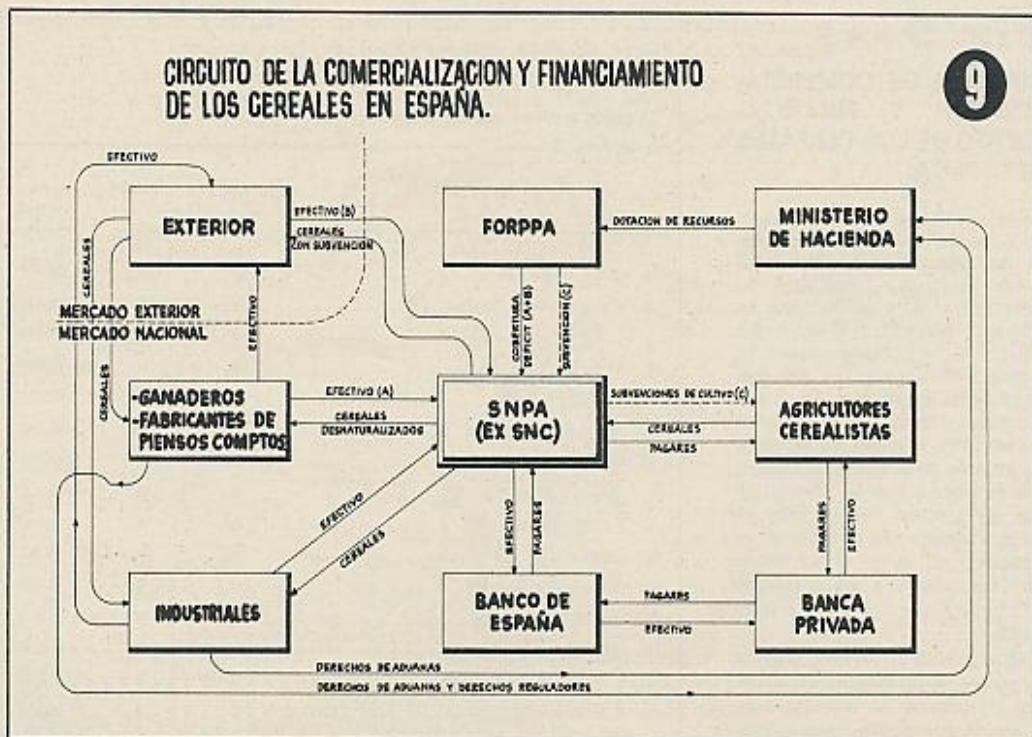 CIRCUITO DE LA COMERCIALIZACION Y FINANCIAMIENTO
DE LOS CEREALES EN ESPAÑA.
9
EFECTIVO
EXTERIOR
EFECTIVO (B)
CEREALES
CON SUBVENCIÓN
FORPPA
DOTACION DE RECURSOS
MINISTERIO
DE HACIENDA
CEREALES
CEREALES
MERCADO EXTERIOR
MERCADO NACIONAL
EFECTIVO
COBERTURA
DEFICIT (A+B)
SUBVENCIÓN (C)
-GANADEROS
-FABRICANTES DE
PIENSOS COMPTOS
EFECTIVO (A)
CEREALES
DESNATURALIZADOS
SNPA
(EX SNC)
SUBVENCIONES DE CULTIVO (C)
CEREALES
PAGARES
AGRICULTORES
CEREALISTAS
EFECTIVO
CEREALES
EFECTIVO
PAGARES
PAGARES
EFECTIVO
INDUSTRIALES
BANCO DE
ESPAÑA
PAGARES
EFECTIVO
BANCA
PRIVADA
DERECHOS DE ADUANAS
DERECHOS DE ADUANAS Y DERECHOS REGULADORES